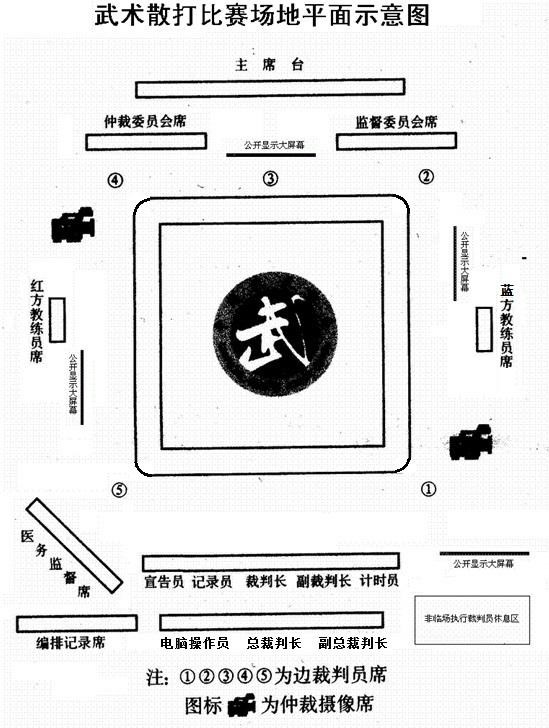 武术散打比赛场地平面示意图
主 席 台
仲裁委员会席
公开显示大屏幕
监督委员会席
④
③
②
红方教练员席
公开显示大屏幕
武
公开显示大屏幕
蓝方教练员席
⑤
①
医务监督席
宣告员 记录员 裁判长 副裁判长 计时员
公开显示大屏幕
编排记录席
电脑操作员 总裁判长 副总裁判长
非临场执行裁判员休息区
注：①②③④⑤为边裁判员席
图标 为仲裁摄像席